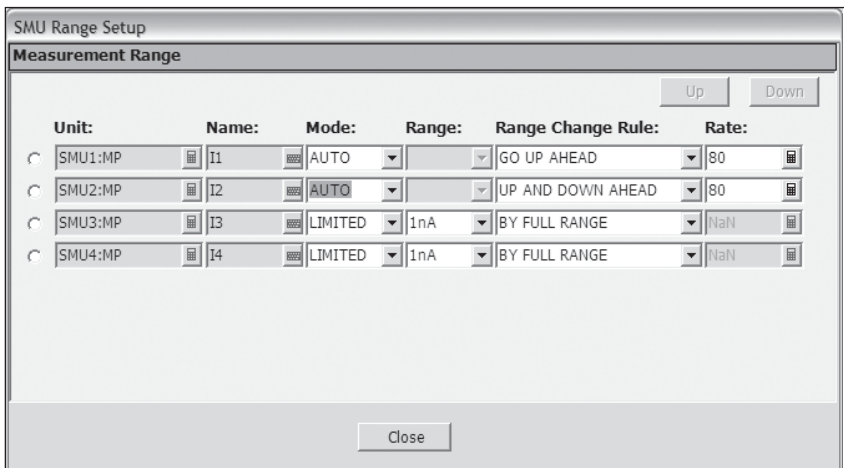 SMU Range Setup
Measurement Range
Up Down
Unit: Name: Mode: Range: Range Change Rule: Rate:
SMU1:MP I1 AUTO GO UP AHEAD 80
SMU2:MP I2 AUTO UP AND DOWN AHEAD 80
SMU3:MP I3 LIMITED 1nA BY FULL RANGE NaN
SMU4:MP I4 LIMITED 1nA BY FULL RANGE NaN
Close